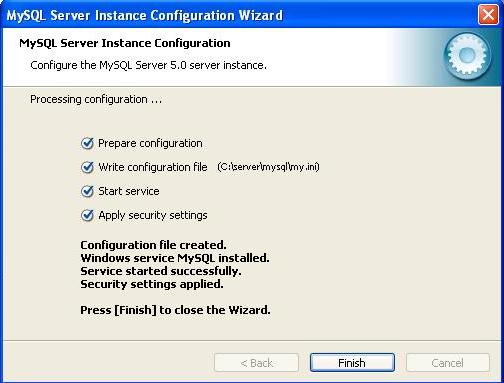 MySQL Server Instance Configuration Wizard
MySQL Server Instance Configuration
Configure the MySQL Server 5.0 server instance.
Processing configuration ...
Prepare configuration
Write configuration file (C:\server\mysql\my.ini)
Start service
Apply security settings
Configuration file created.
Windows service MySQL installed.
Service started successfully.
Security settings applied.
Press [Finish] to close the Wizard.
< Back Finish Cancel